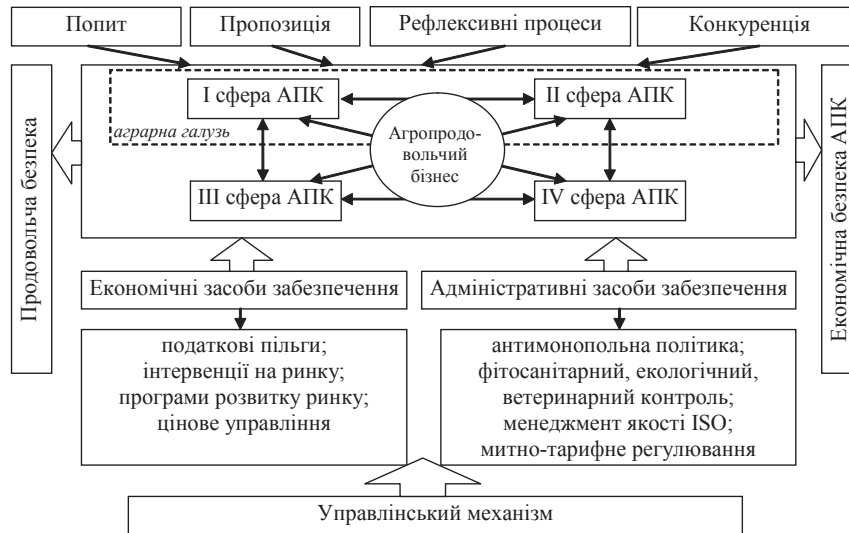 Попит
Пропозиція
Рефлексивні процеси
Конкуренція
Продовольча безпека
І сфера АПК
ІІ сфера АПК
аграрна галузь
Агропродо-
вольчий
бізнес
ІІІ сфера АПК
IV сфера АПК
Економічна безпека АПК
Економічні засоби забезпечення
Адміністративні засоби забезпечення
податкові пільги;
інтервенції на ринку;
програми розвитку ринку;
цінове управління
антимонопольна політика;
фітосанітарний, екологічний,
ветеринарний контроль;
менеджмент якості ISO;
митно-тарифне регулювання
Управлінський механізм